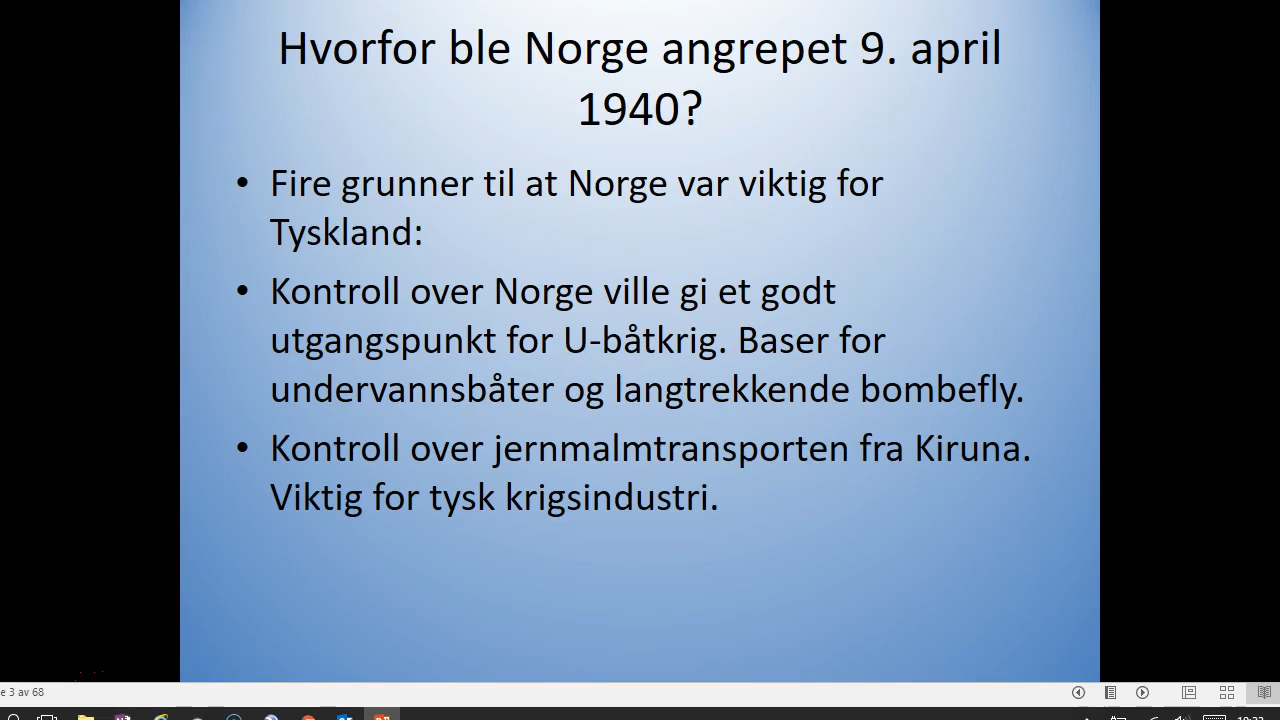 Hvorfor ble Norge angrepet 9. april
1940?
• Fire grunner til at Norge var viktig for
Tyskland:
• Kontroll over Norge ville gi et godt
utgangspunkt for U-båtkrig. Baser for
undervannsbåter og langtrekkende bombefly.
• Kontroll over jernmalmtransporten fra Kiruna.
Viktig for tysk krigsindustri.
e 3 av 68